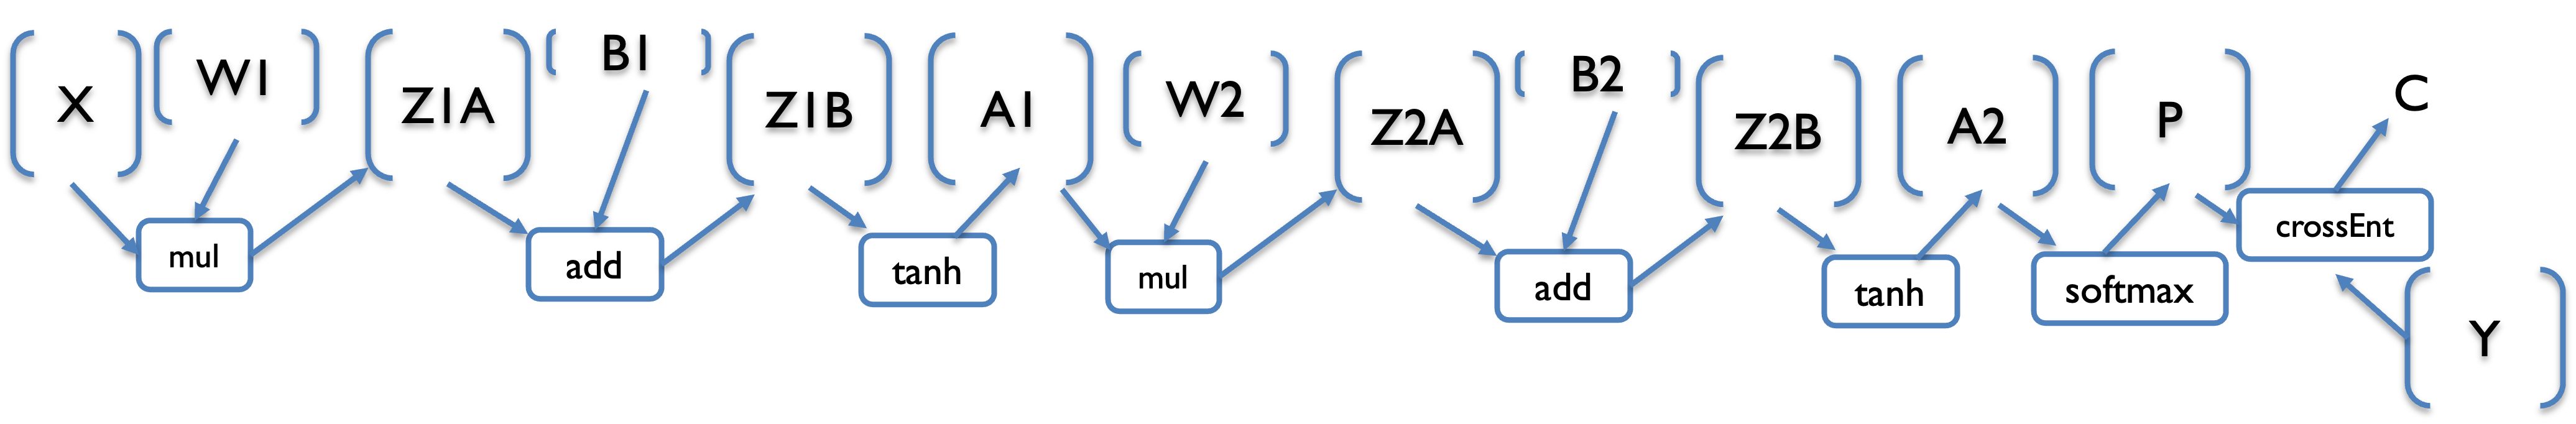 X W1 Z1A B1 Z1B A1 W2 Z2A B2 Z2B A2 P C
mul add tanh mul add tanh softmax crossEnt
Y